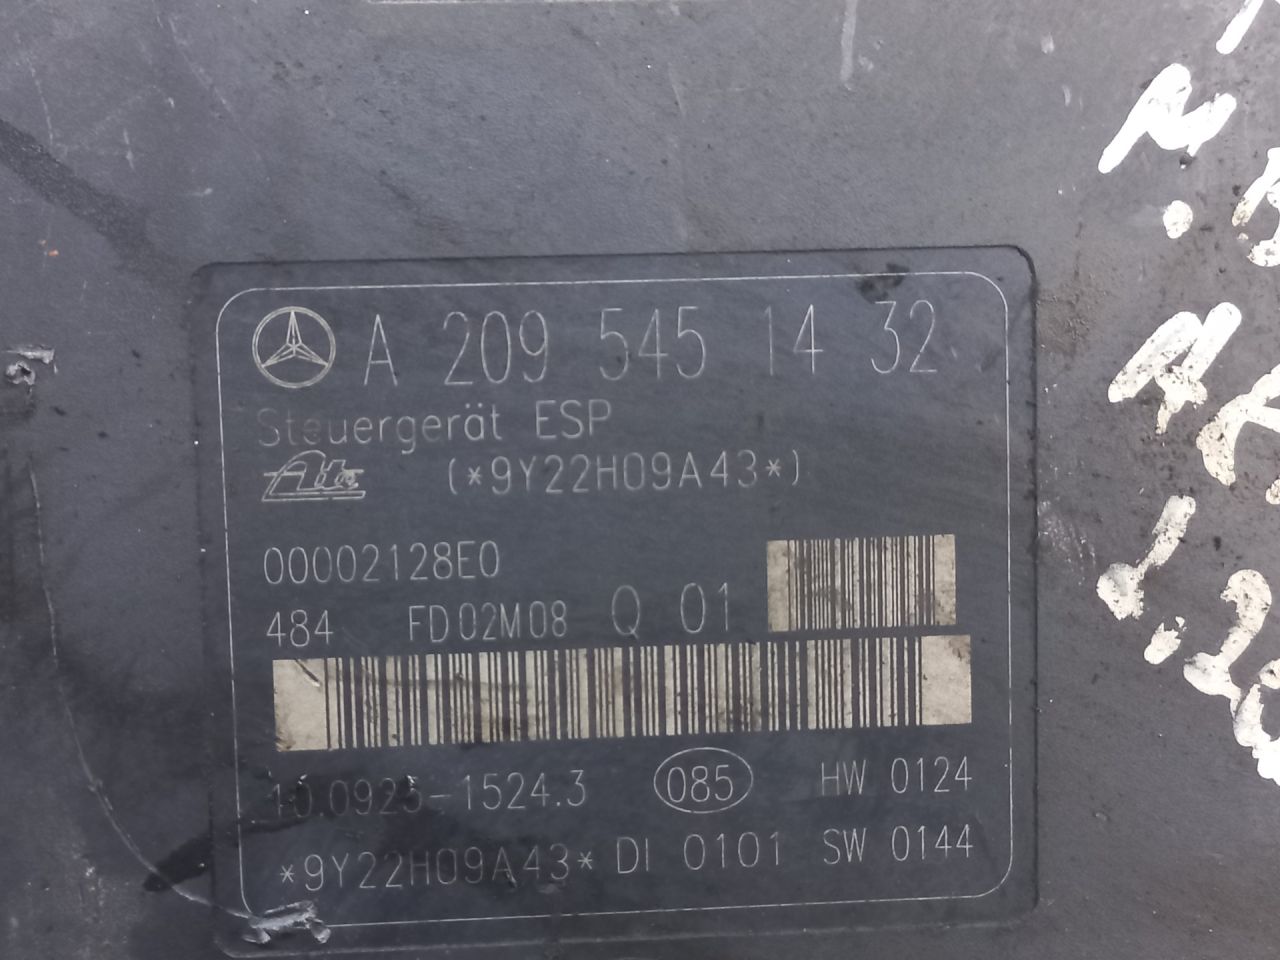 A 209 545 14 32
Steuergerät ESP
Ate (*9Y22H09A43*)
00002128E0
484 FD02M08 Q 01
10.0925-1524.3 085 HW 0124
*9Y22H09A43* DI 0101 SW 0144